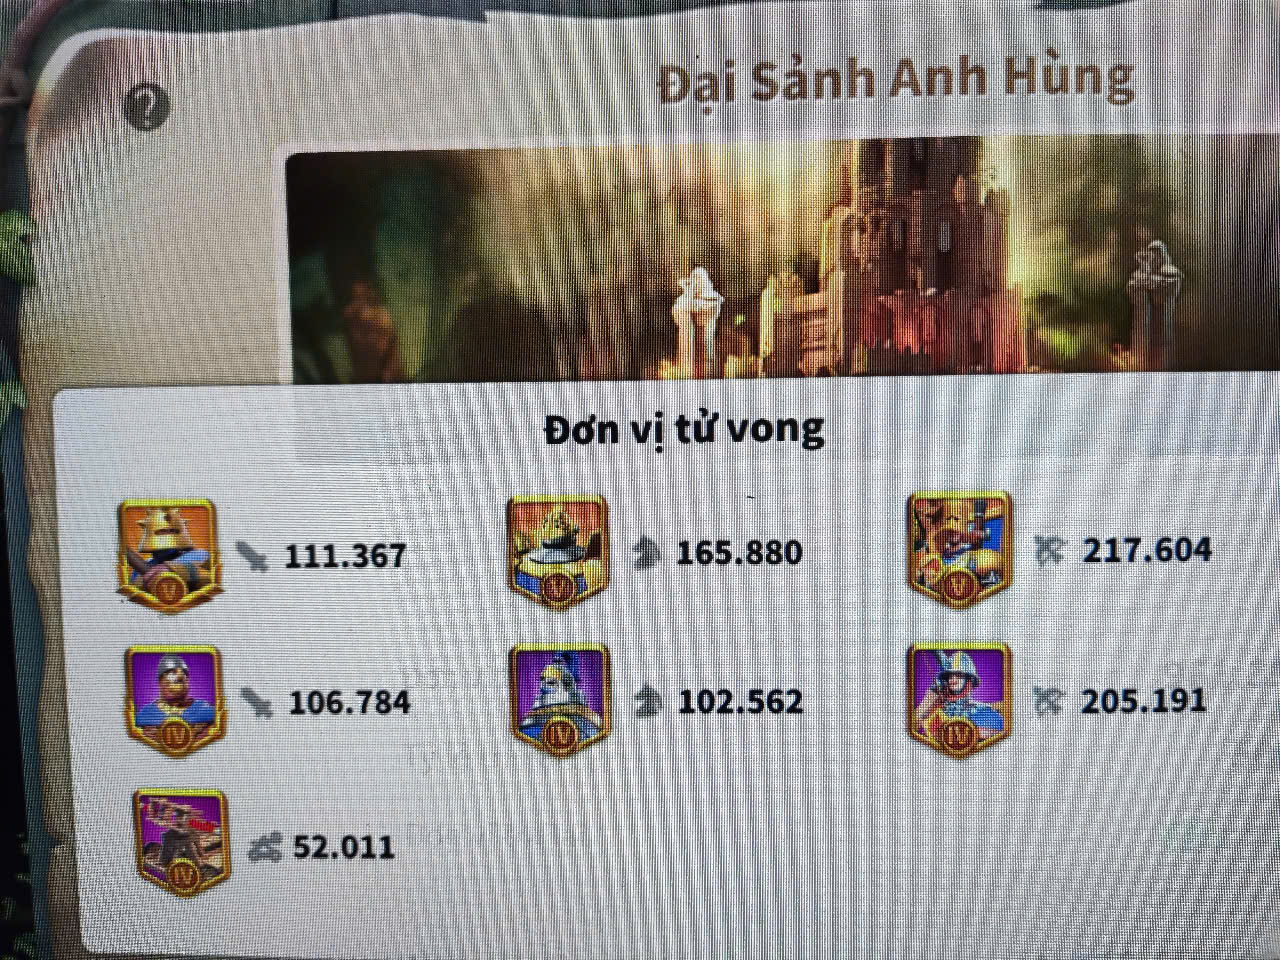 ?
Đại Sảnh Anh Hùng
Đơn vị tử vong
V 111.367 V 165.880 V 217.604
IV 106.784 IV 102.562 IV 205.191
IV 52.011